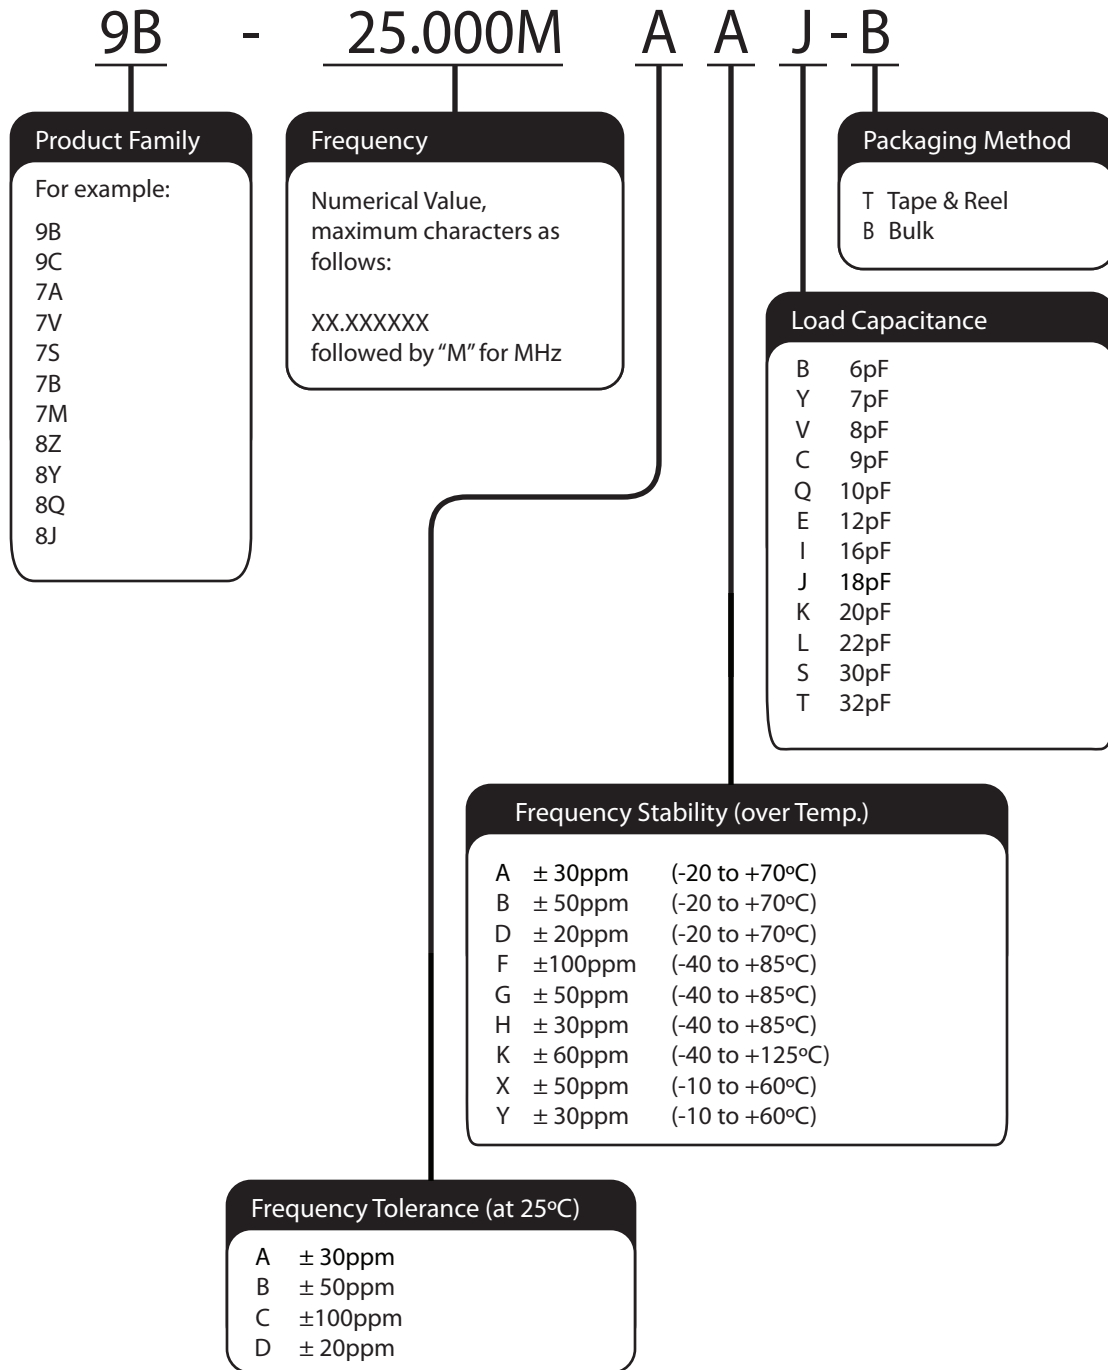 9B - 25.000M A A J - B
Product Family
For example:
9B
9C
7A
7V
7S
7B
7M
8Z
8Y
8Q
8J
Frequency
Numerical Value,
maximum characters as
follows:
XX.XXXXXX
followed by "M" for MHz
Packaging Method
T Tape & Reel
B Bulk
Load Capacitance
B 6pF
Y 7pF
V 8pF
C 9pF
Q 10pF
E 12pF
I 16pF
J 18pF
K 20pF
L 22pF
S 30pF
T 32pF
Frequency Stability (over Temp.)
A ± 30ppm (-20 to +70ºC)
B ± 50ppm (-20 to +70ºC)
D ± 20ppm (-20 to +70ºC)
F ±100ppm (-40 to +85ºC)
G ± 50ppm (-40 to +85ºC)
H ± 30ppm (-40 to +85ºC)
K ± 60ppm (-40 to +125ºC)
X ± 50ppm (-10 to +60ºC)
Y ± 30ppm (-10 to +60ºC)
Frequency Tolerance (at 25ºC)
A ± 30ppm
B ± 50ppm
C ±100ppm
D ± 20ppm